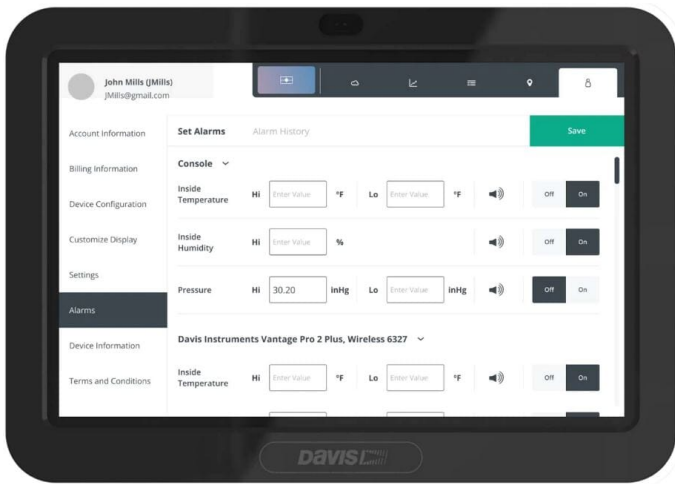 John Mills (JMills)
JMills@gmail.com
Account Information
Billing Information
Device Configuration
Customize Display
Settings
Alarms
Device Information
Terms and Conditions
Set Alarms Alarm History Save
Console
Inside Temperature Hi Enter Value °F Lo Enter Value °F Off On
Inside Humidity Hi Enter Value % Off On
Pressure Hi 30.20 inHg Lo Enter Value inHg Off On
Davis Instruments Vantage Pro 2 Plus, Wireless 6327
Inside Temperature Hi Enter Value °F Lo Enter Value °F Off On
DAVIS